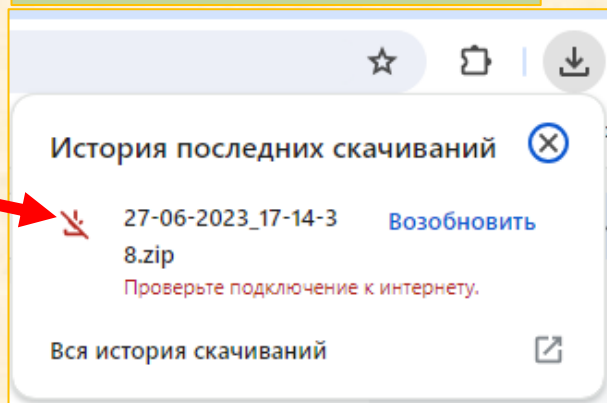 История последних скачиваний
27-06-2023_17-14-3 Возобновить
8.zip
Проверьте подключение к интернету.
Вся история скачиваний